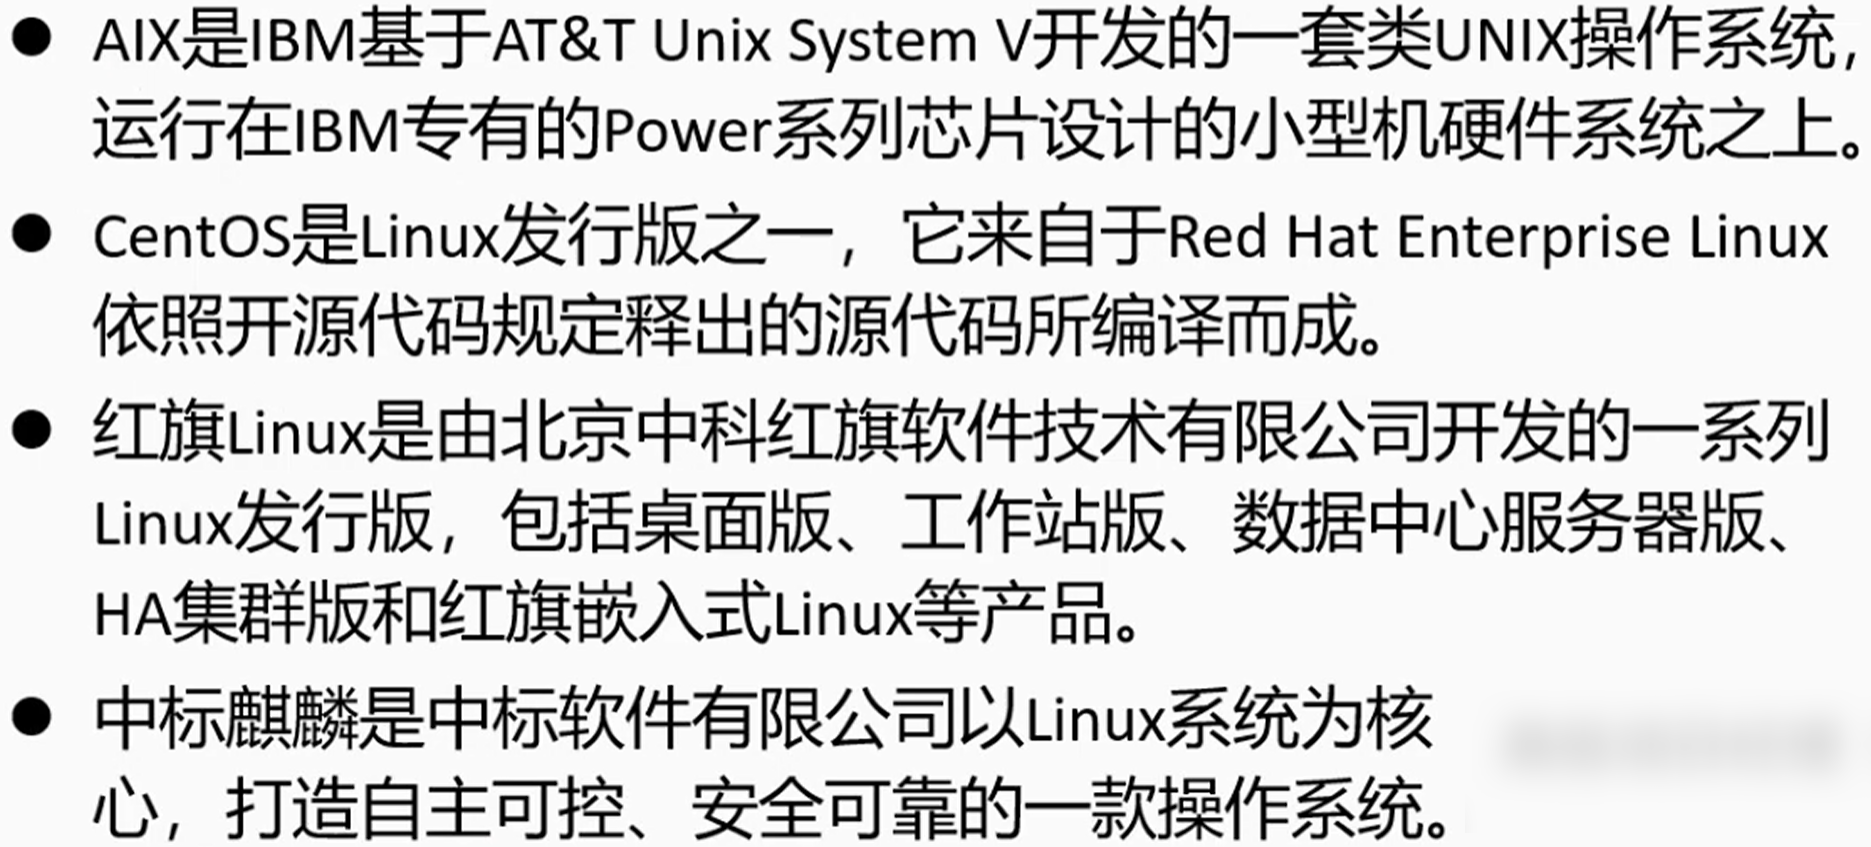 ● AIX是IBM基于AT&T Unix System V开发的一套类UNIX操作系统，
运行在IBM专有的Power系列芯片设计的小型机硬件系统之上。
● CentOS是Linux发行版之一，它来自于Red Hat Enterprise Linux
依照开源代码规定释出的源代码所编译而成。
● 红旗Linux是由北京中科红旗软件技术有限公司开发的一系列
Linux发行版，包括桌面版、工作站版、数据中心服务器版、
HA集群版和红旗嵌入式Linux等产品。
● 中标麒麟是中标软件有限公司以Linux系统为核
心，打造自主可控、安全可靠的一款操作系统。